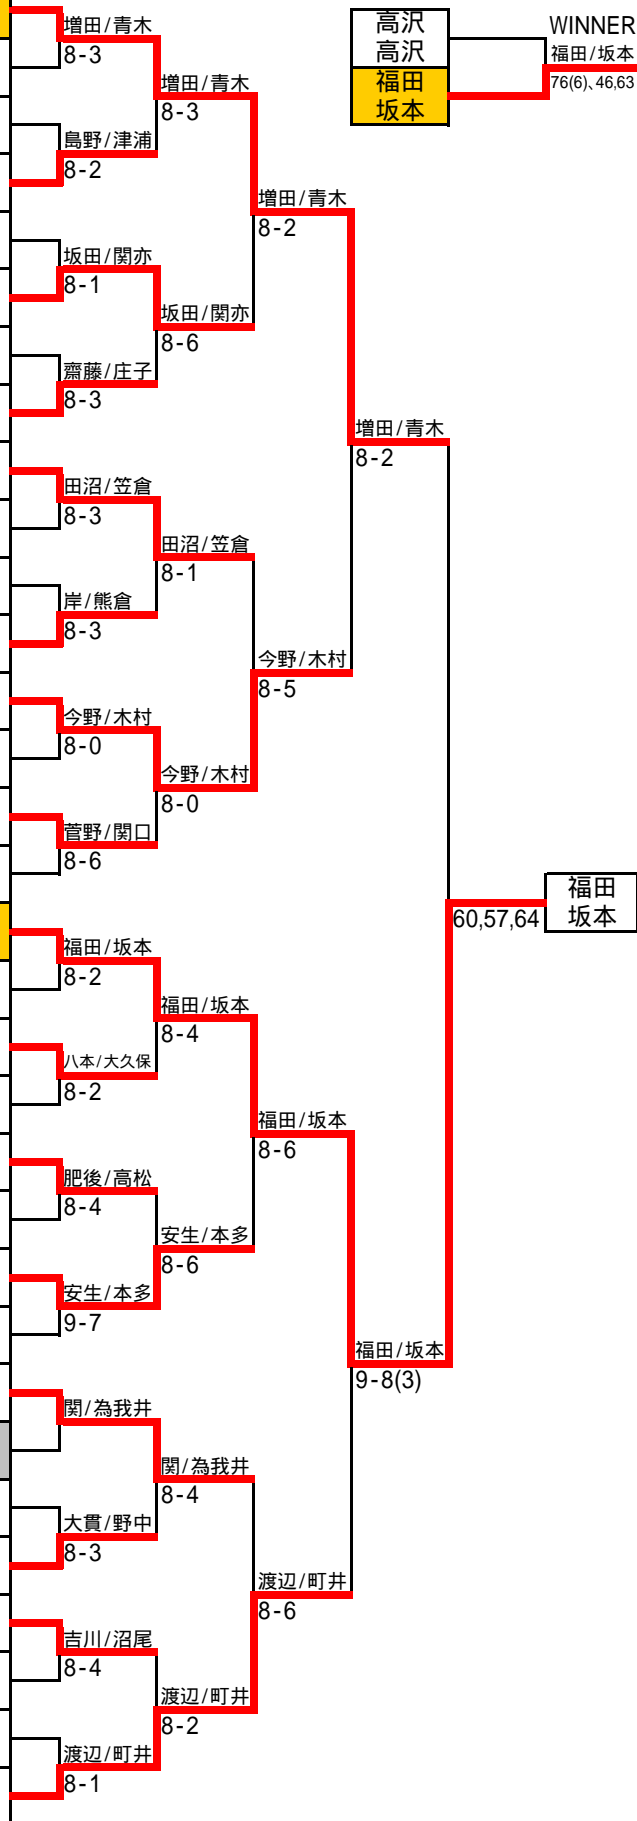 高沢
高沢
福田
坂本
WINNER
福田/坂本
76(6)、46,63
増田/青木
8-3
増田/青木
8-3
島野/津浦
8-2
増田/青木
8-2
坂田/関亦
8-1
坂田/関亦
8-6
齋藤/庄子
8-3
増田/青木
8-2
田沼/笠倉
8-3
田沼/笠倉
8-1
岸/熊倉
8-3
今野/木村
8-5
今野/木村
8-0
今野/木村
8-0
菅野/関口
8-6
福田
坂本
60,57,64
福田/坂本
8-2
福田/坂本
8-4
八本/大久保
8-2
福田/坂本
8-6
肥後/高松
8-4
安生/本多
8-6
安生/本多
9-7
福田/坂本
9-8(3)
関/為我井
関/為我井
8-4
大貫/野中
8-3
渡辺/町井
8-6
吉川/沼尾
8-4
渡辺/町井
8-2
渡辺/町井
8-1